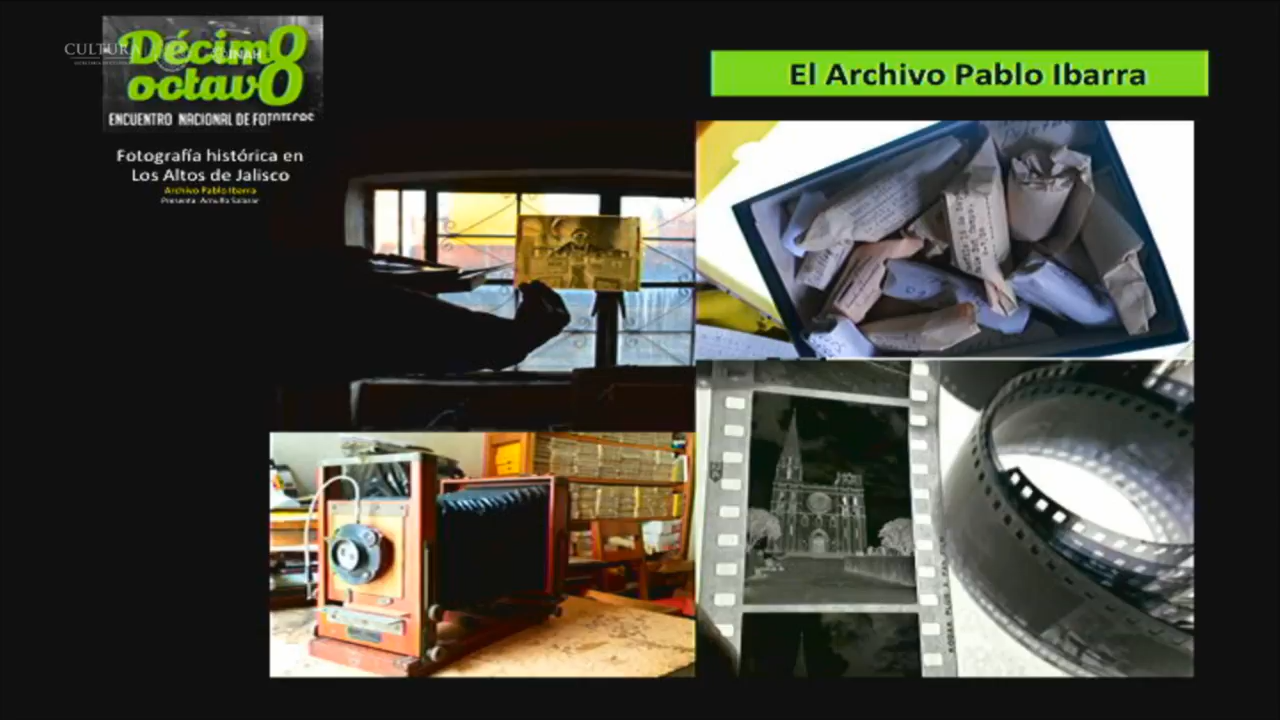 CULTURA
INAH
Décimo
octavo
ENCUENTRO NACIONAL DE FOTOTECAS
Fotografía histórica en
Los Altos de Jalisco
Archivo Pablo Ibarra
El Archivo Pablo Ibarra